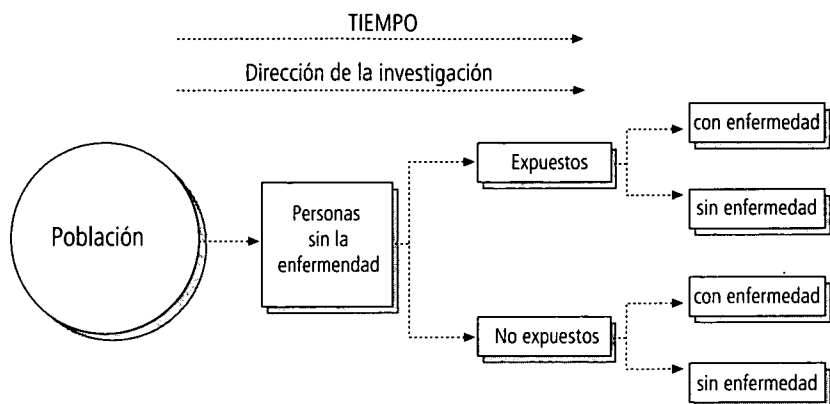 TIEMPO
Dirección de la investigación
Población
Personas
sin la
enfermendad
Expuestos
No expuestos
con enfermedad
sin enfermedad
con enfermedad
sin enfermedad